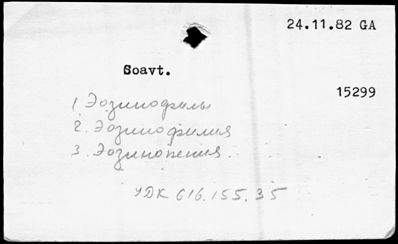 24.11.82 GA
Soavt.
15299
1 Эозинофилы
2. Эозинофилия
3. Эозинопения.
УДК 616.155.35